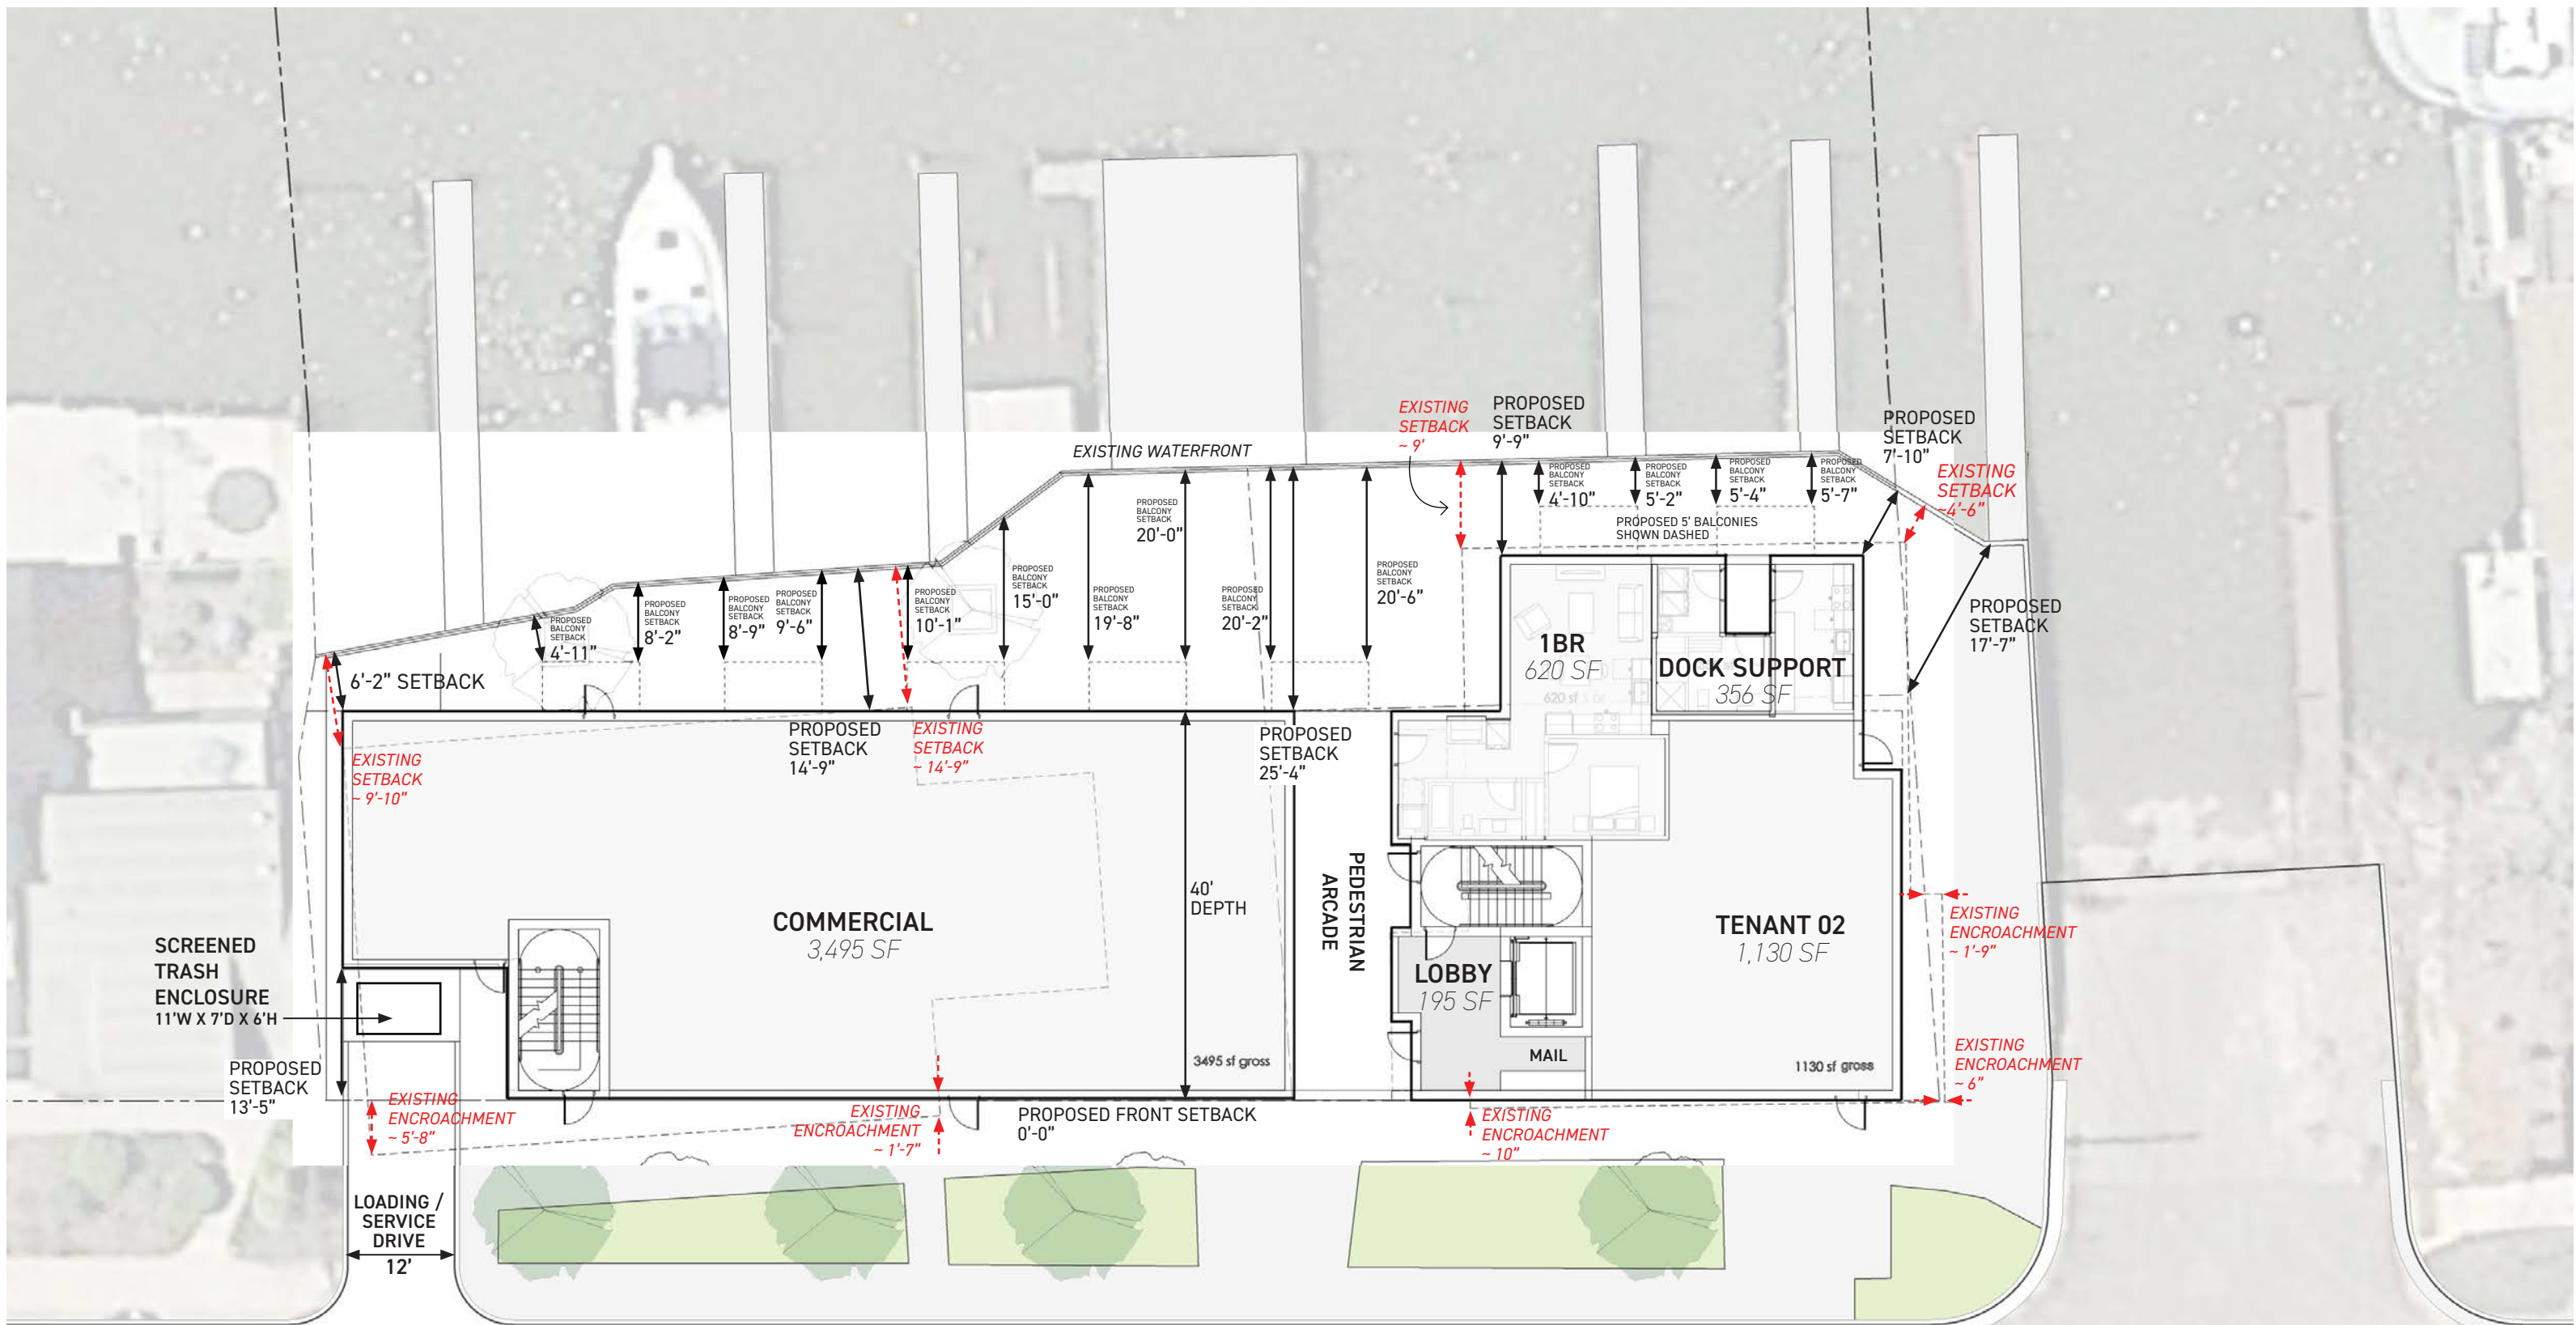 EXISTING WATERFRONT
EXISTING
SETBACK
~ 9'
PROPOSED
SETBACK
9'-9"
PROPOSED
SETBACK
7'-10"
EXISTING
SETBACK
~4'-6"
PROPOSED
BALCONY
SETBACK
4'-10"
PROPOSED
BALCONY
SETBACK
5'-2"
PROPOSED
BALCONY
SETBACK
5'-4"
PROPOSED
BALCONY
SETBACK
5'-7"
PROPOSED 5' BALCONIES
SHOWN DASHED
PROPOSED
BALCONY
SETBACK
4'-11"
PROPOSED
BALCONY
SETBACK
8'-2"
PROPOSED
BALCONY
SETBACK
8'-9"
PROPOSED
BALCONY
SETBACK
9'-6"
PROPOSED
BALCONY
SETBACK
10'-1"
PROPOSED
BALCONY
SETBACK
15'-0"
PROPOSED
BALCONY
SETBACK
19'-8"
PROPOSED
BALCONY
SETBACK
20'-0"
PROPOSED
BALCONY
SETBACK
20'-2"
PROPOSED
BALCONY
SETBACK
20'-6"
PROPOSED
SETBACK
17'-7"
6'-2" SETBACK
1BR
620 SF
620 sf
DOCK SUPPORT
356 SF
EXISTING
SETBACK
~ 9'-10"
PROPOSED
SETBACK
14'-9"
EXISTING
SETBACK
~ 14'-9"
PROPOSED
SETBACK
25'-4"
40'
DEPTH
PEDESTRIAN
ARCADE
COMMERCIAL
3,495 SF
3495 sf gross
TENANT 02
1,130 SF
1130 sf gross
LOBBY
195 SF
MAIL
EXISTING
ENCROACHMENT
~ 1'-9"
EXISTING
ENCROACHMENT
~ 6"
SCREENED
TRASH
ENCLOSURE
11'W X 7'D X 6'H
PROPOSED
SETBACK
13'-5"
EXISTING
ENCROACHMENT
~ 5'-8"
EXISTING
ENCROACHMENT
~ 1'-7"
PROPOSED FRONT SETBACK
0'-0"
EXISTING
ENCROACHMENT
~ 10"
LOADING /
SERVICE
DRIVE
12'